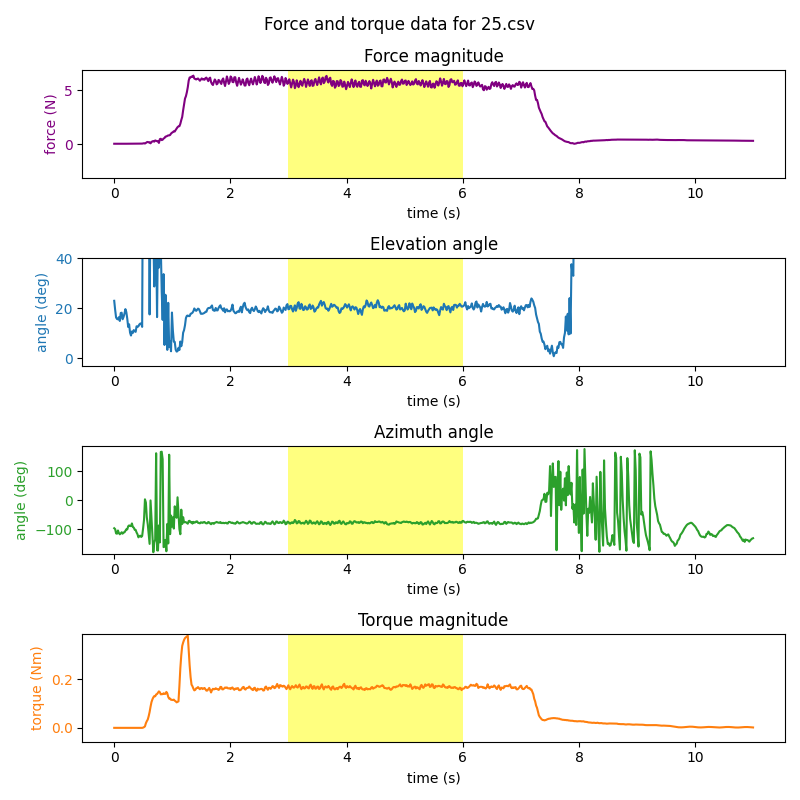 Force and torque data for 25.csv
Force magnitude
force (N)
5
0
0 2 4 6 8 10
time (s)
Elevation angle
angle (deg)
40
20
0
0 2 4 6 8 10
time (s)
Azimuth angle
angle (deg)
100
0
−100
0 2 4 6 8 10
time (s)
Torque magnitude
torque (Nm)
0.2
0.0
0 2 4 6 8 10
time (s)